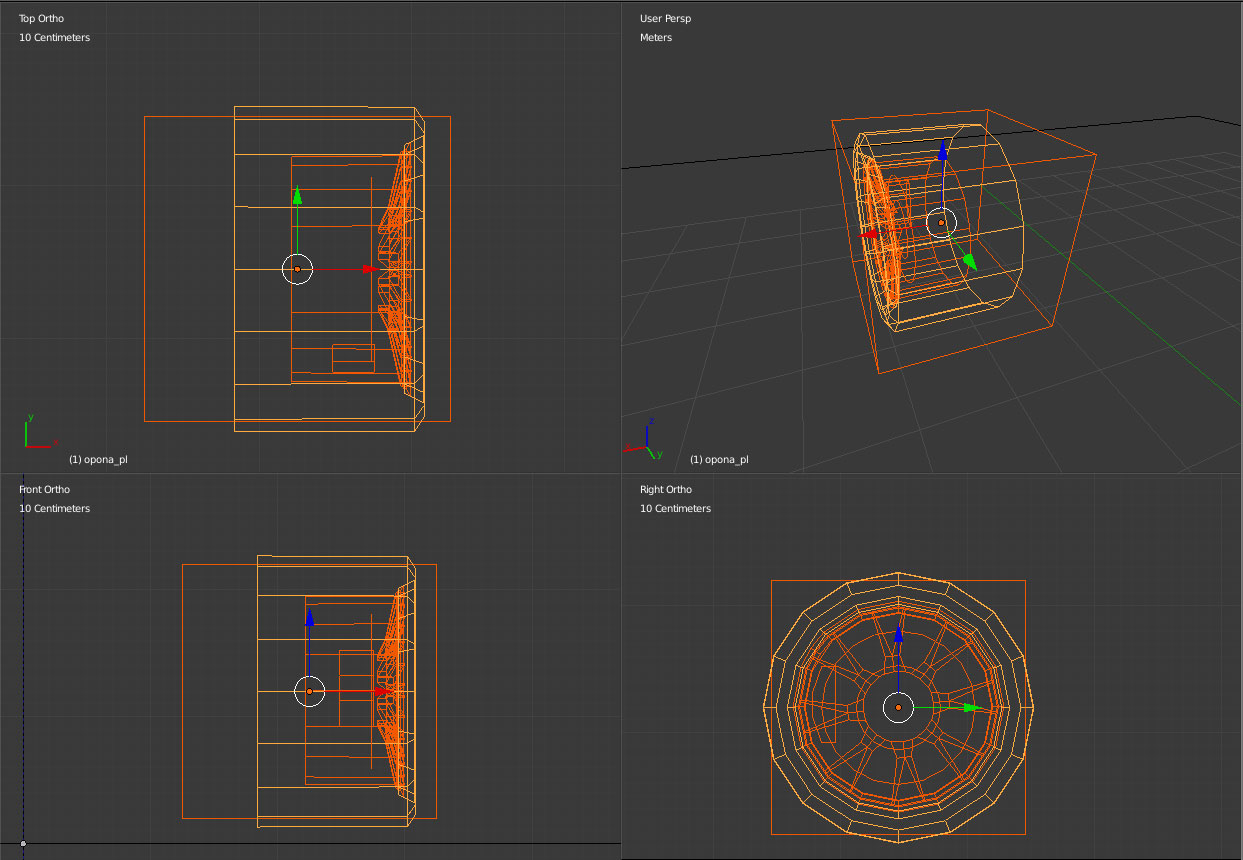 Top Ortho
10 Centimeters
y
x
(1) opona_pl
User Persp
Meters
z
x
y
(1) opona_pl
Front Ortho
10 Centimeters
Right Ortho
10 Centimeters